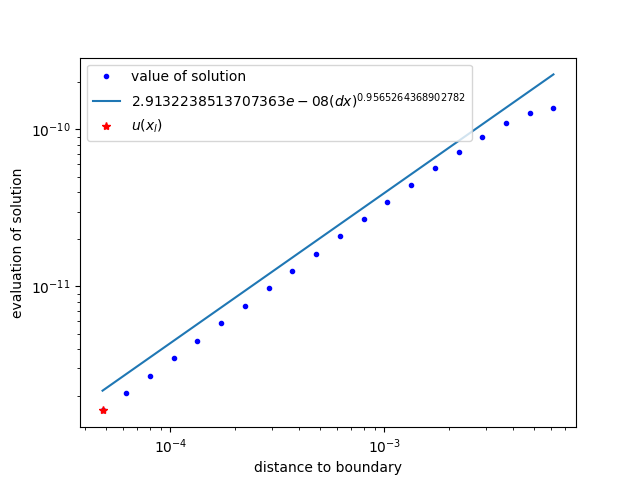 value of solution
2.9132238513707363e − 08(dx)^0.9565264368902782
u(x_I)
10^−10
10^−11
evaluation of solution
10^−4
10^−3
distance to boundary